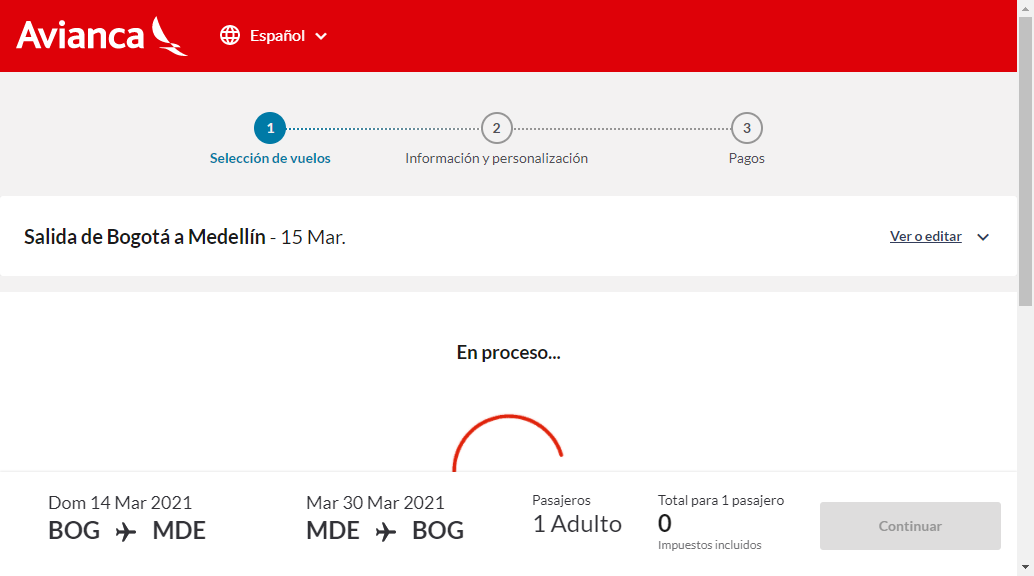 Avianca
Español
1
2
3
Selección de vuelos
Información y personalización
Pagos
Salida de Bogotá a Medellín - 15 Mar.
Ver o editar
En proceso...
Dom 14 Mar 2021
BOG MDE
Mar 30 Mar 2021
MDE BOG
Pasajeros
1 Adulto
Total para 1 pasajero
0
Impuestos incluidos
Continuar